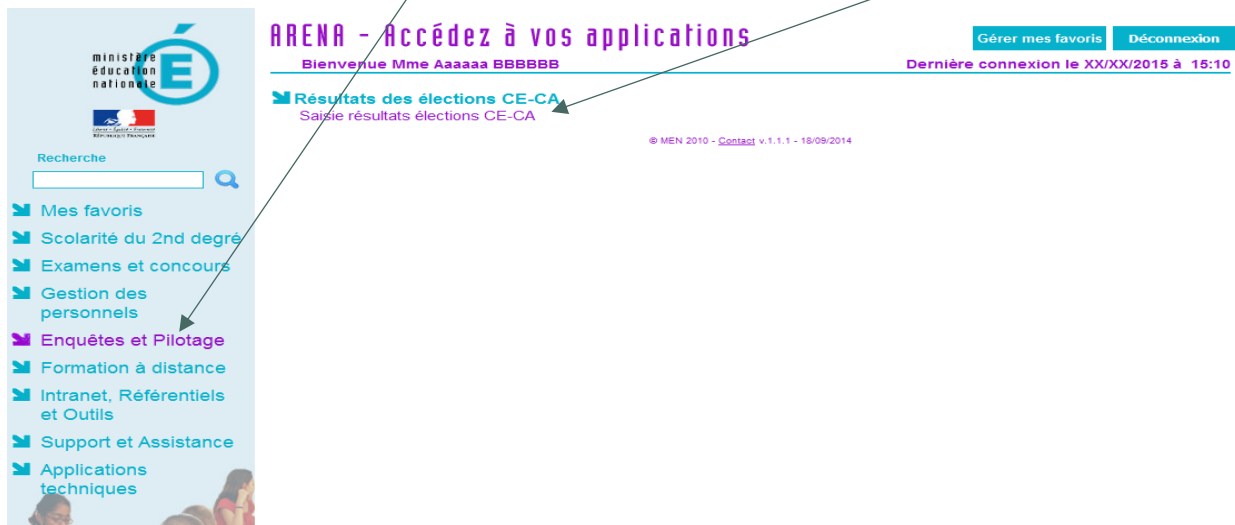 ministère
éducation
nationale
É
Recherche
Mes favoris
Scolarité du 2nd degré
Examens et concours
Gestion des
personnels
Enquêtes et Pilotage
Formation à distance
Intranet, Référentiels
et Outils
Support et Assistance
Applications
techniques
ARENA - Accédez à vos applications
Gérer mes favoris
Déconnexion
Bienvenue Mme Aaaaaa BBBBBB
Dernière connexion le XX/XX/2015 à 15:10
Résultats des élections CE-CA
Saisie résultats élections CE-CA
© MEN 2010 - Contact v.1.1.1 - 18/09/2014